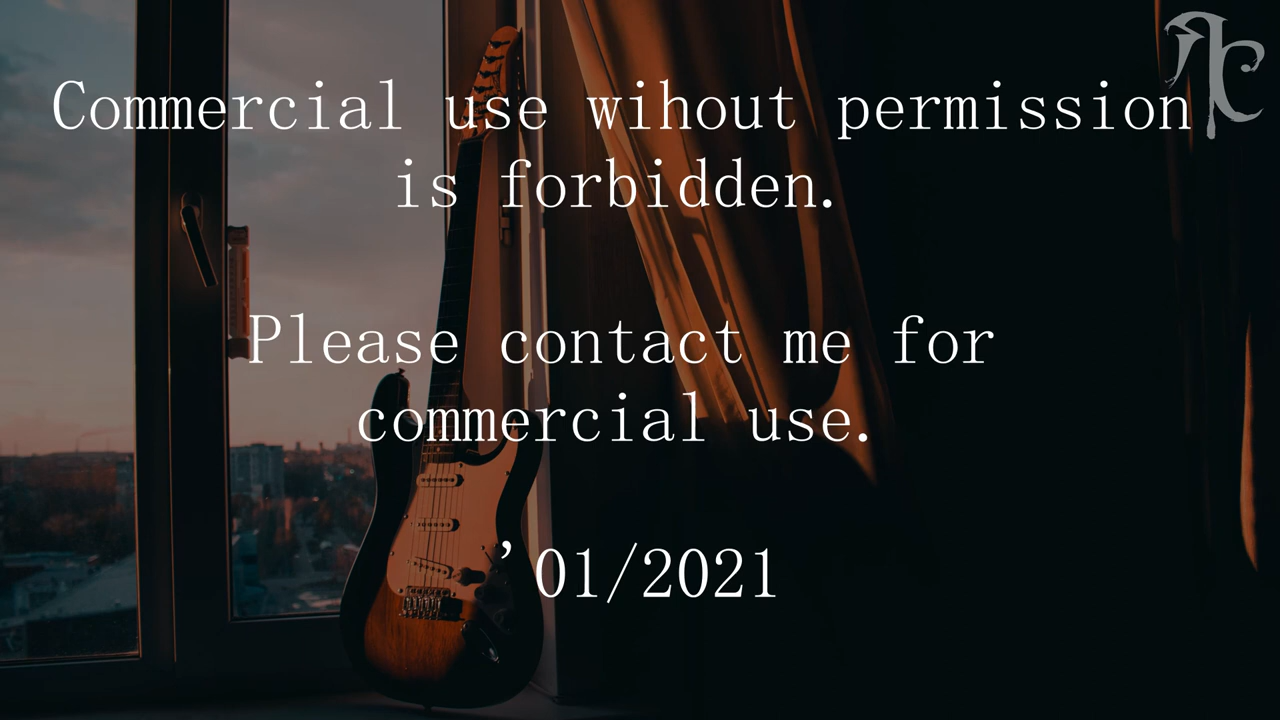 Commercial use wihout permission
is forbidden.
Please contact me for
commercial use.
'01/2021